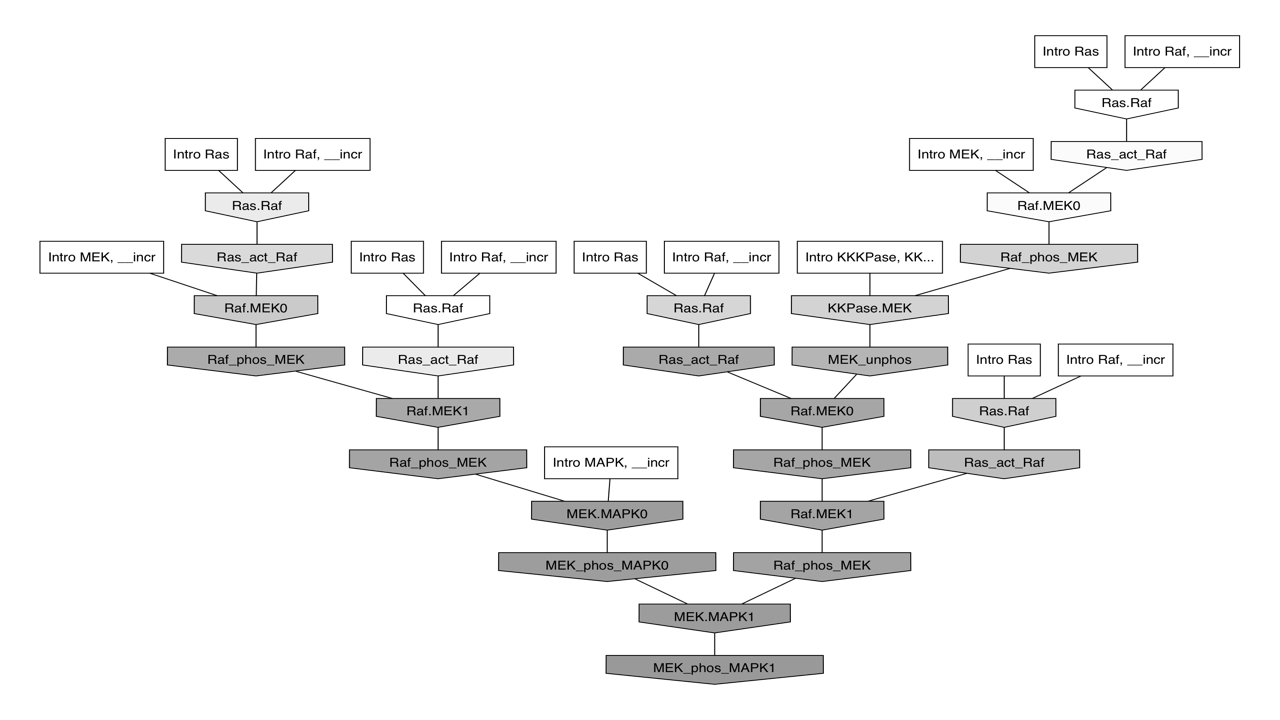 Intro Ras
Intro Raf, __incr
Ras.Raf
Intro Ras
Intro Raf, __incr
Intro MEK, __incr
Ras_act_Raf
Ras.Raf
Raf.MEK0
Intro MEK, __incr
Ras_act_Raf
Intro Ras
Intro Raf, __incr
Intro Ras
Intro Raf, __incr
Intro KKKPase, KK...
Raf_phos_MEK
Raf.MEK0
Ras.Raf
Ras.Raf
KKPase.MEK
Raf_phos_MEK
Ras_act_Raf
Ras_act_Raf
MEK_unphos
Intro Ras
Intro Raf, __incr
Raf.MEK1
Raf.MEK0
Ras.Raf
Raf_phos_MEK
Intro MAPK, __incr
Raf_phos_MEK
Ras_act_Raf
MEK.MAPK0
Raf.MEK1
MEK_phos_MAPK0
Raf_phos_MEK
MEK.MAPK1
MEK_phos_MAPK1